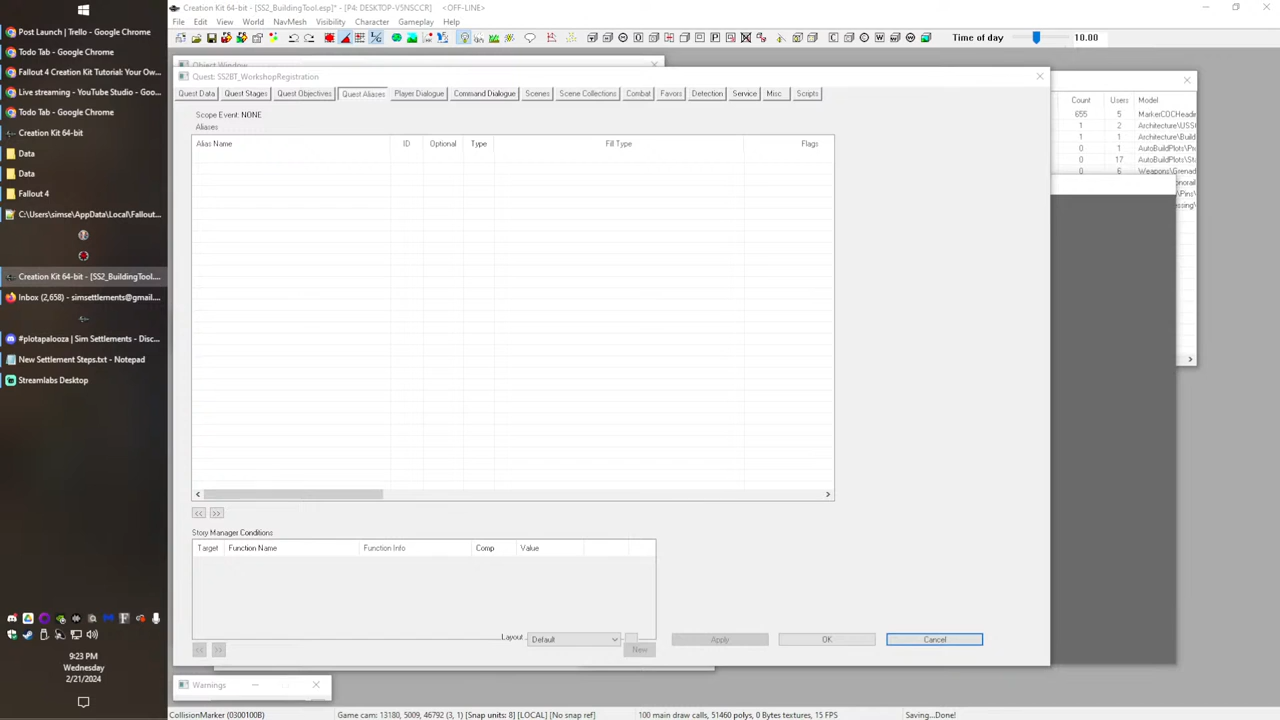 Post Launch | Trello - Google Chrome
Todo Tab - Google Chrome
Fallout 4 Creation Kit Tutorial: Your Ow...
Live streaming - YouTube Studio - Goo...
Todo Tab - Google Chrome
Creation Kit 64-bit
Data
Data
Fallout 4
C:\Users\simse\AppData\Local\Fallout...
Creation Kit 64-bit - [SS2_BuildingTool....
Inbox (2,658) - simsettlements@gmail....
#plotapalooza | Sim Settlements - Disc...
New Settlement Steps.txt - Notepad
Streamlabs Desktop
9:23 PM
Wednesday
2/21/2024
Creation Kit 64-bit - [SS2_BuildingTool.esp]* - [P4: DESKTOP-V5N5CCR] <OFF-LINE>
File Edit View World NavMesh Visibility Character Gameplay Help
Time of day 10.00
Object Window
Quest: SS2BT_WorkshopRegistration
Quest Data Quest Stages Quest Objectives Quest Aliases Player Dialogue Command Dialogue Scenes Scene Collections Combat Favors Detection Service Misc Scripts
Scope Event: NONE
Aliases
Alias Name ID Optional Type Fill Type Flags
<< >>
Story Manager Conditions
Target Function Name Function Info Comp Value
<< >>
Layout Default
New
Apply OK Cancel
Count Users Model
655 5 MarkerCOCHeadin
1 2 Architecture\USS
1 1 Architecture\Build
0 1 AutoBuildPlots\Pr
0 17 AutoBuildPlots\Sta
0 6 Weapons\Grenad
Warnings
CollisionMarker (0300100B)
Game cam: 13180, 5009, 46792 (3, 1) [Snap units: 8] [LOCAL] [No snap ref]
100 main draw calls, 51460 polys, 0 Bytes textures, 15 FPS
Saving...Done!